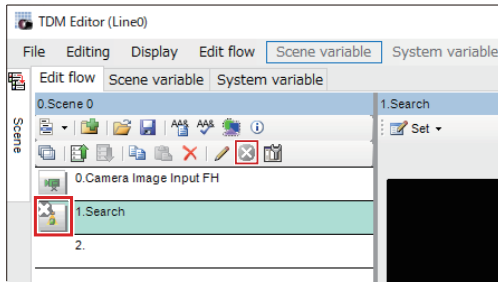 TDM Editor (Line0)
File Editing Display Edit flow Scene variable System variable
Edit flow Scene variable System variable
Scene
0.Scene 0
1.Search
Set
0.Camera Image Input FH
1.Search
2.